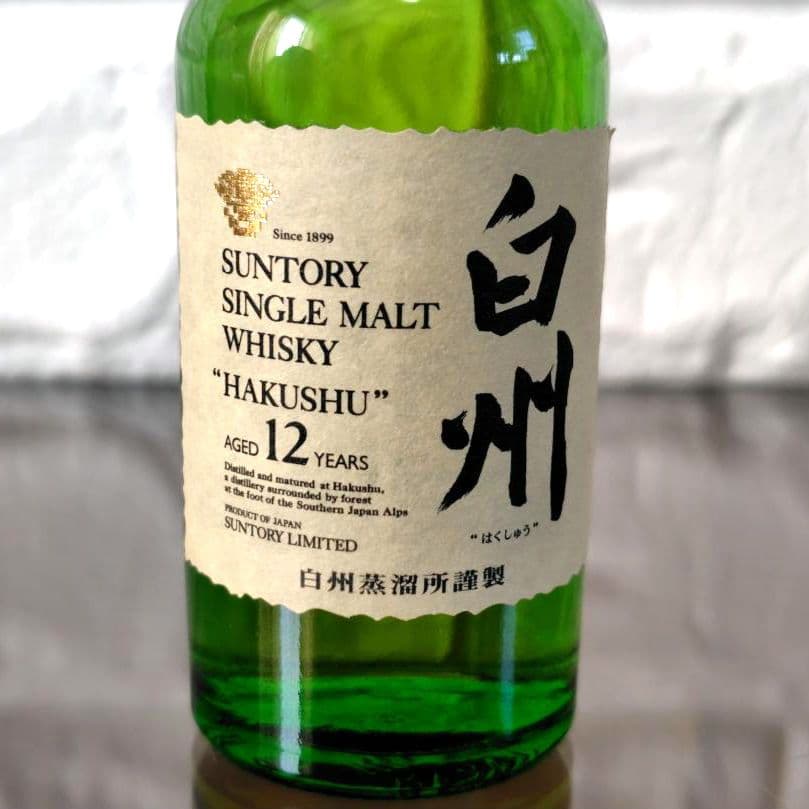 Since 1899
SUNTORY
SINGLE MALT
WHISKY
“HAKUSHU”
AGED 12 YEARS
Distilled and matured at Hakushu,
a distillery surrounded by forest
at the foot of the Southern Japan Alps
PRODUCT OF JAPAN
SUNTORY LIMITED
白州
“はくしゅう”
白州蒸溜所謹製